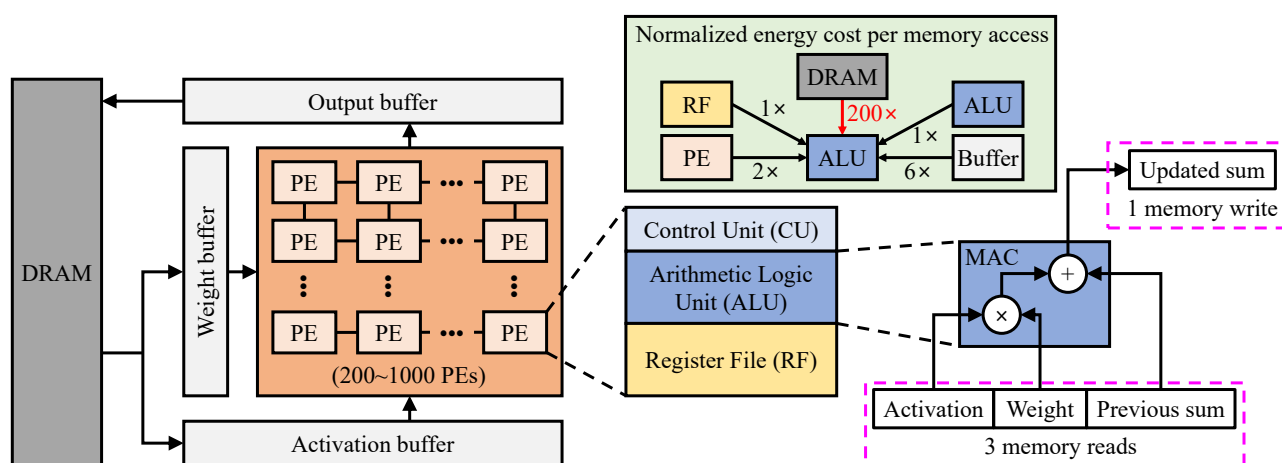 Normalized energy cost per memory access
DRAM
RF
ALU
1×
200×
1×
PE
ALU
Buffer
2×
6×
Output buffer
DRAM
Weight buffer
PE
PE
•••
PE
PE
PE
•••
PE
PE
PE
•••
PE
(200~1000 PEs)
Activation buffer
Control Unit (CU)
Arithmetic Logic
Unit (ALU)
Register File (RF)
Updated sum
1 memory write
MAC
+
×
Activation
Weight
Previous sum
3 memory reads